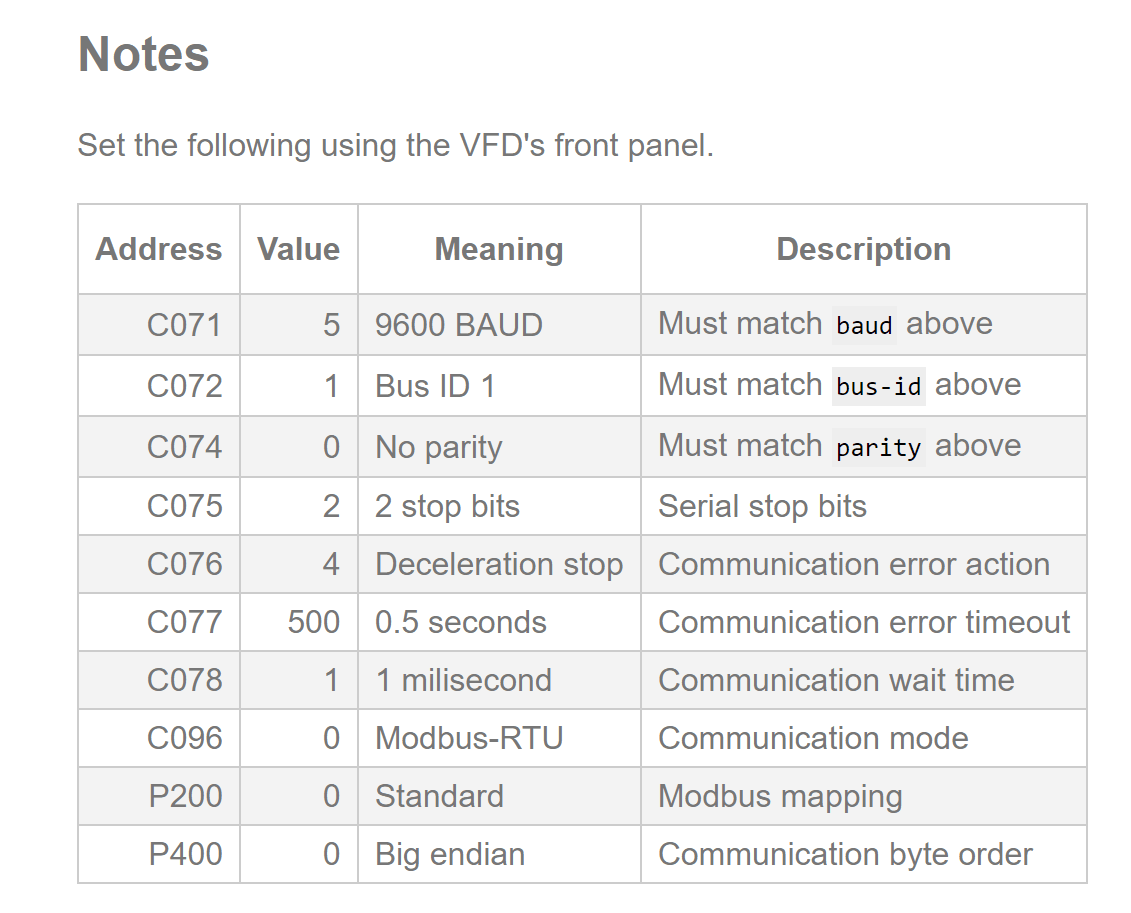 Notes
Set the following using the VFD's front panel.
Address Value Meaning Description
C071 5 9600 BAUD Must match baud above
C072 1 Bus ID 1 Must match bus-id above
C074 0 No parity Must match parity above
C075 2 2 stop bits Serial stop bits
C076 4 Deceleration stop Communication error action
C077 500 0.5 seconds Communication error timeout
C078 1 1 milisecond Communication wait time
C096 0 Modbus-RTU Communication mode
P200 0 Standard Modbus mapping
P400 0 Big endian Communication byte order